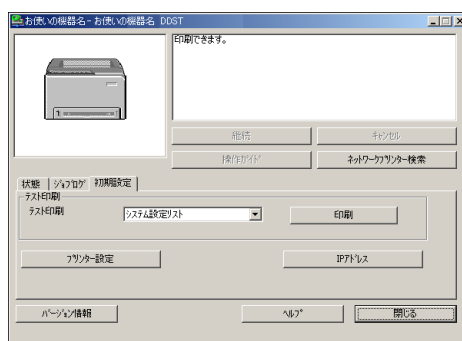 お使いの機器名 - お使いの機器名 DDST
印刷できます。
継続
キャンセル
操作ガイド
ネットワークプリンター検索
状態
ジョブログ
初期設定
テスト印刷
テスト印刷
システム設定リスト
印刷
プリンター設定
IPアドレス
バージョン情報
ヘルプ
閉じる